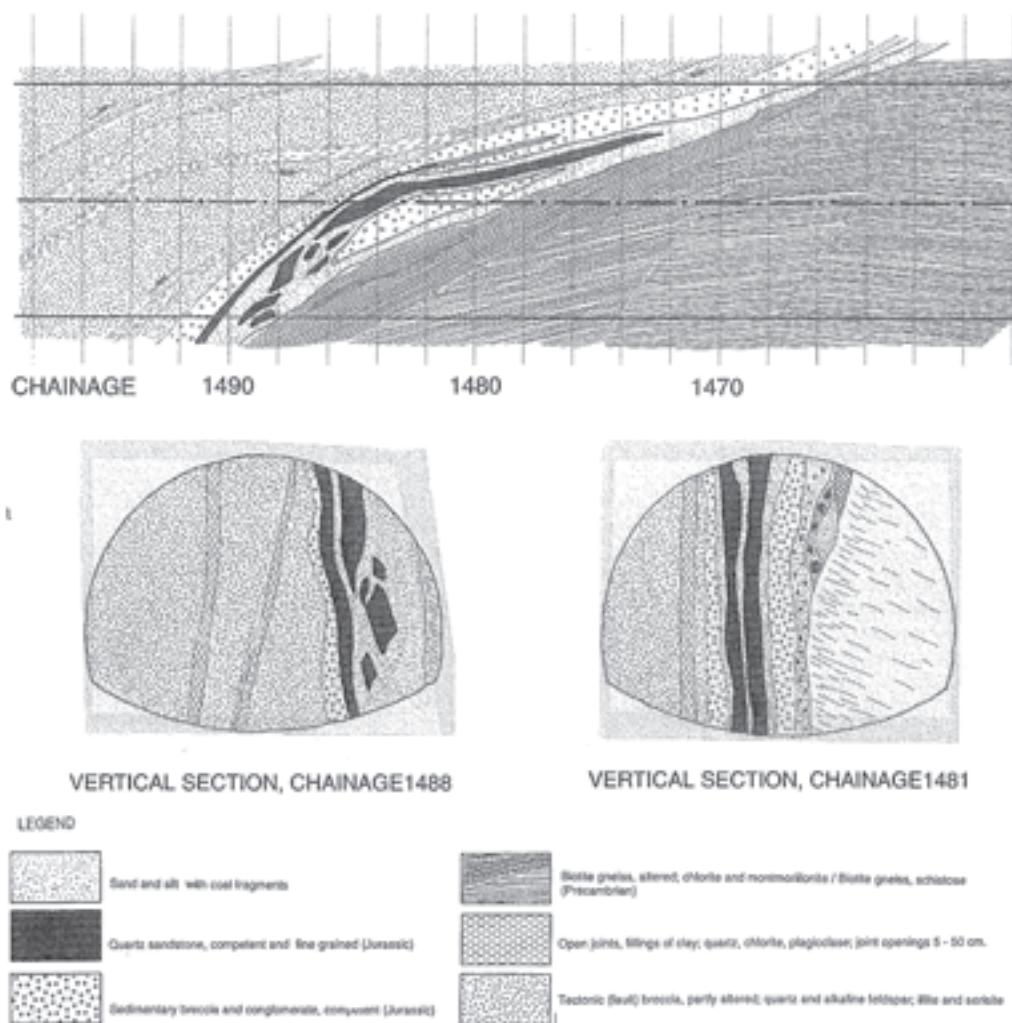 CHAINAGE 1490 1480 1470
VERTICAL SECTION, CHAINAGE1488
VERTICAL SECTION, CHAINAGE1481
LEGEND
Sand and silt with coal fragments
Quartz sandstone, competent and fine grained (Jurassic)
Sedimentary breccia and conglomerate, component (Jurassic)
Biotite gneiss, altered; chlorite and montmorillonite / Biotite gneiss, schistose
(Precambrian)
Open joints, fillings of clay; quartz, chlorite, plagioclase; joint openings 5 - 50 cm.
Tectonic (fault) breccia, partly altered; quartz and alkaline feldspar, illite and